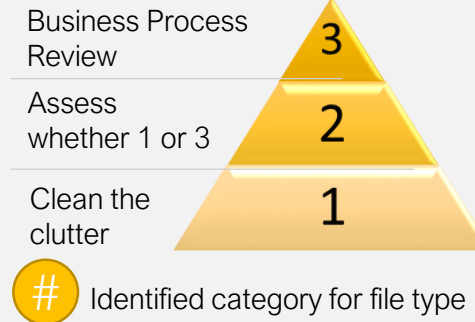 Business Process
Review
3
Assess
whether 1 or 3
2
Clean the
clutter
1
# Identified category for file type